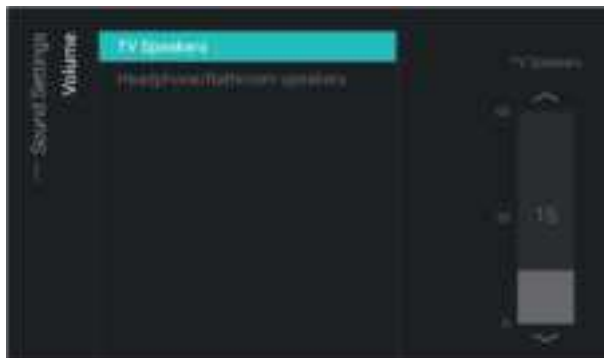 — Sound Settings
Volume
TV Speakers
Headphone/Bathroom speakers
TV Speakers
15